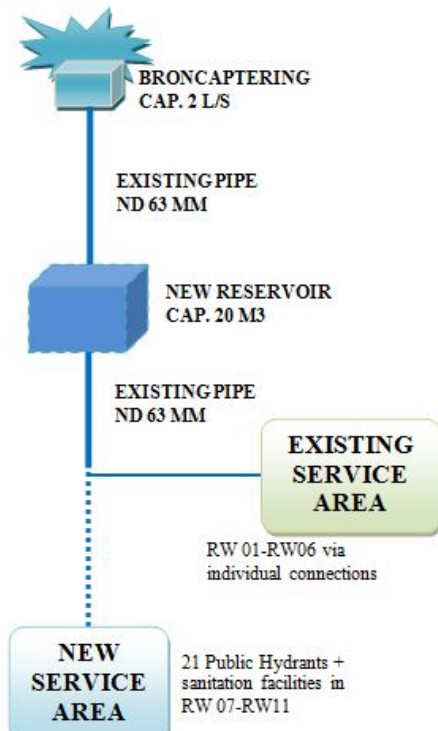 BRONCAPTERING
CAP. 2 L/S
EXISTING PIPE
ND 63 MM
NEW RESERVOIR
CAP. 20 M3
EXISTING PIPE
ND 63 MM
EXISTING
SERVICE
AREA
RW 01-RW06 via
individual connections
NEW
SERVICE
AREA
21 Public Hydrants +
sanitation facilities in
RW 07-RW11